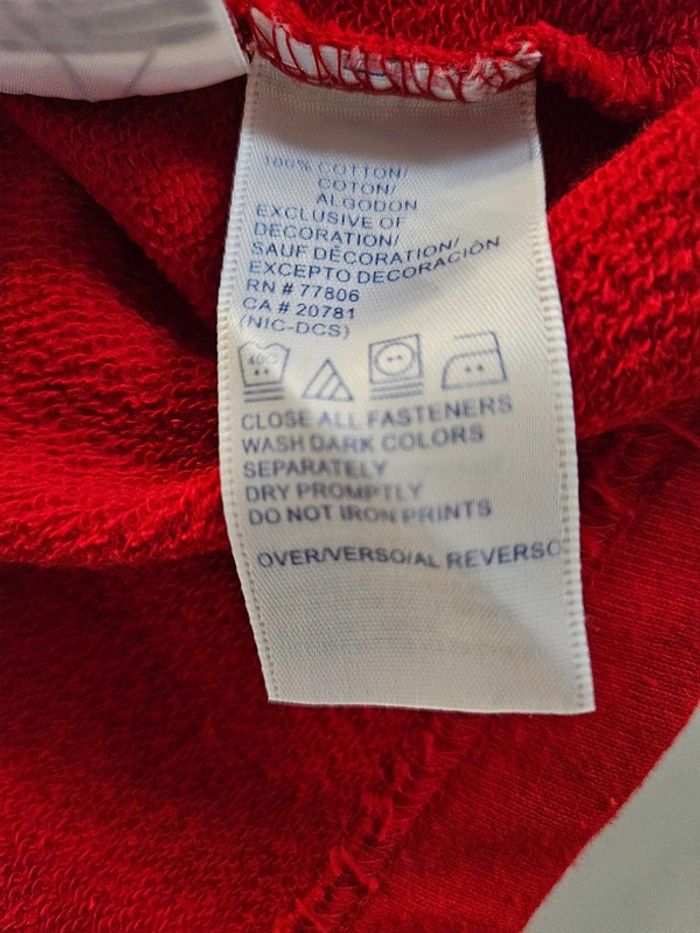 100% COTTON/
COTON/
ALGODON
EXCLUSIVE OF
DECORATION/
SAUF DÉCORATION/
EXCEPTO DECORACIÓN
RN # 77806
CA # 20781
(NIC-DCS)
40C
CLOSE ALL FASTENERS
WASH DARK COLORS
SEPARATELY
DRY PROMPTLY
DO NOT IRON PRINTS
OVER/VERSO/AL REVERSO